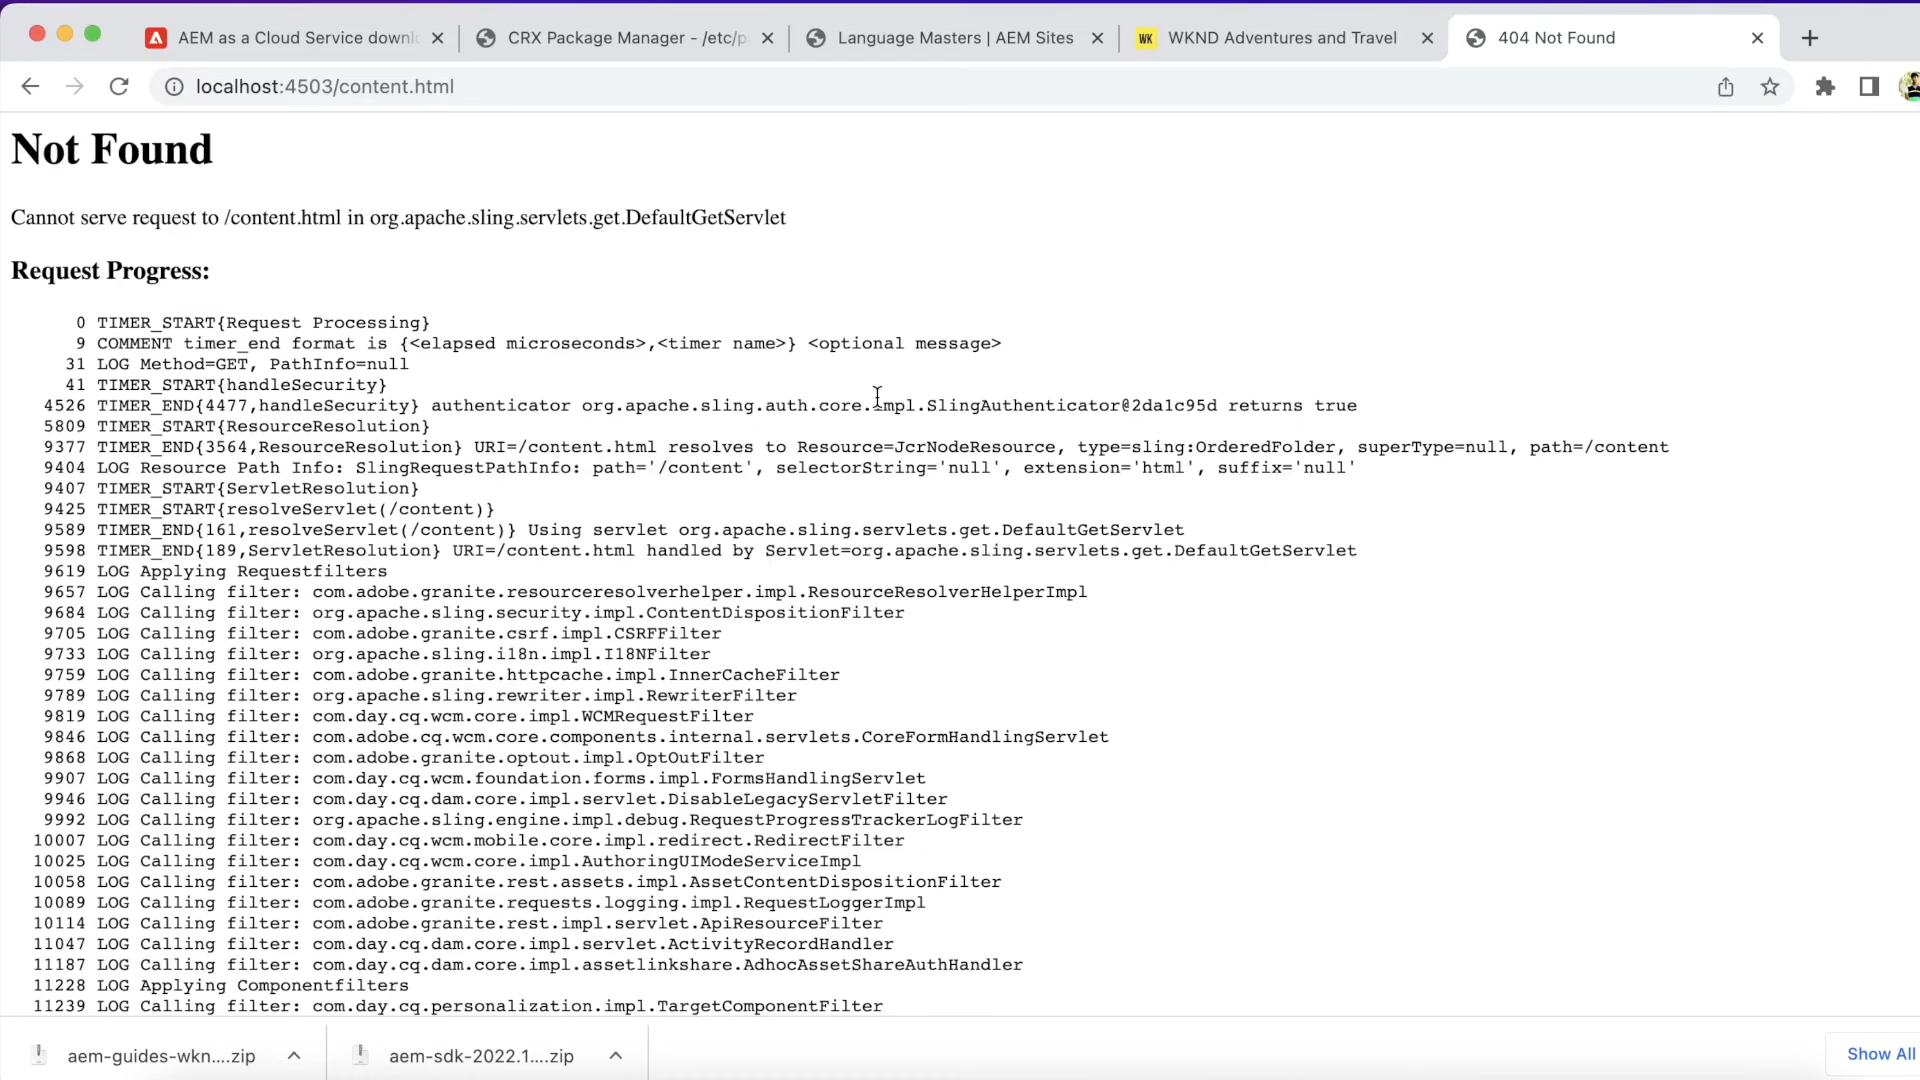 AEM as a Cloud Service downl
CRX Package Manager - /etc/p
Language Masters | AEM Sites
WK
WKND Adventures and Travel
404 Not Found
localhost:4503/content.html
Not Found
Cannot serve request to /content.html in org.apache.sling.servlets.get.DefaultGetServlet
Request Progress:
0 TIMER_START{Request Processing}
9 COMMENT timer_end format is {<elapsed microseconds>,<timer name>} <optional message>
31 LOG Method=GET, PathInfo=null
41 TIMER_START{handleSecurity}
4526 TIMER_END{4477,handleSecurity} authenticator org.apache.sling.auth.core.impl.SlingAuthenticator@2da1c95d returns true
5809 TIMER_START{ResourceResolution}
9377 TIMER_END{3564,ResourceResolution} URI=/content.html resolves to Resource=JcrNodeResource, type=sling:OrderedFolder, superType=null, path=/content
9404 LOG Resource Path Info: SlingRequestPathInfo: path='/content', selectorString='null', extension='html', suffix='null'
9407 TIMER_START{ServletResolution}
9425 TIMER_START{resolveServlet(/content)}
9589 TIMER_END{161,resolveServlet(/content)} Using servlet org.apache.sling.servlets.get.DefaultGetServlet
9598 TIMER_END{189,ServletResolution} URI=/content.html handled by Servlet=org.apache.sling.servlets.get.DefaultGetServlet
9619 LOG Applying Requestfilters
9657 LOG Calling filter: com.adobe.granite.resourceresolverhelper.impl.ResourceResolverHelperImpl
9684 LOG Calling filter: org.apache.sling.security.impl.ContentDispositionFilter
9705 LOG Calling filter: com.adobe.granite.csrf.impl.CSRFFilter
9733 LOG Calling filter: org.apache.sling.i18n.impl.I18NFilter
9759 LOG Calling filter: com.adobe.granite.httpcache.impl.InnerCacheFilter
9789 LOG Calling filter: org.apache.sling.rewriter.impl.RewriterFilter
9819 LOG Calling filter: com.day.cq.wcm.core.impl.WCMRequestFilter
9846 LOG Calling filter: com.adobe.cq.wcm.core.components.internal.servlets.CoreFormHandlingServlet
9868 LOG Calling filter: com.adobe.granite.optout.impl.OptOutFilter
9907 LOG Calling filter: com.day.cq.wcm.foundation.forms.impl.FormsHandlingServlet
9946 LOG Calling filter: com.day.cq.dam.core.impl.servlet.DisableLegacyServletFilter
9992 LOG Calling filter: org.apache.sling.engine.impl.debug.RequestProgressTrackerLogFilter
10007 LOG Calling filter: com.day.cq.wcm.mobile.core.impl.redirect.RedirectFilter
10025 LOG Calling filter: com.day.cq.wcm.core.impl.AuthoringUIModeServiceImpl
10058 LOG Calling filter: com.adobe.granite.rest.assets.impl.AssetContentDispositionFilter
10089 LOG Calling filter: com.adobe.granite.requests.logging.impl.RequestLoggerImpl
10114 LOG Calling filter: com.adobe.granite.rest.impl.servlet.ApiResourceFilter
11047 LOG Calling filter: com.day.cq.dam.core.impl.servlet.ActivityRecordHandler
11187 LOG Calling filter: com.day.cq.dam.core.impl.assetlinkshare.AdhocAssetShareAuthHandler
11228 LOG Applying Componentfilters
11239 LOG Calling filter: com.day.cq.personalization.impl.TargetComponentFilter
aem-guides-wkn....zip
aem-sdk-2022.1....zip
Show All